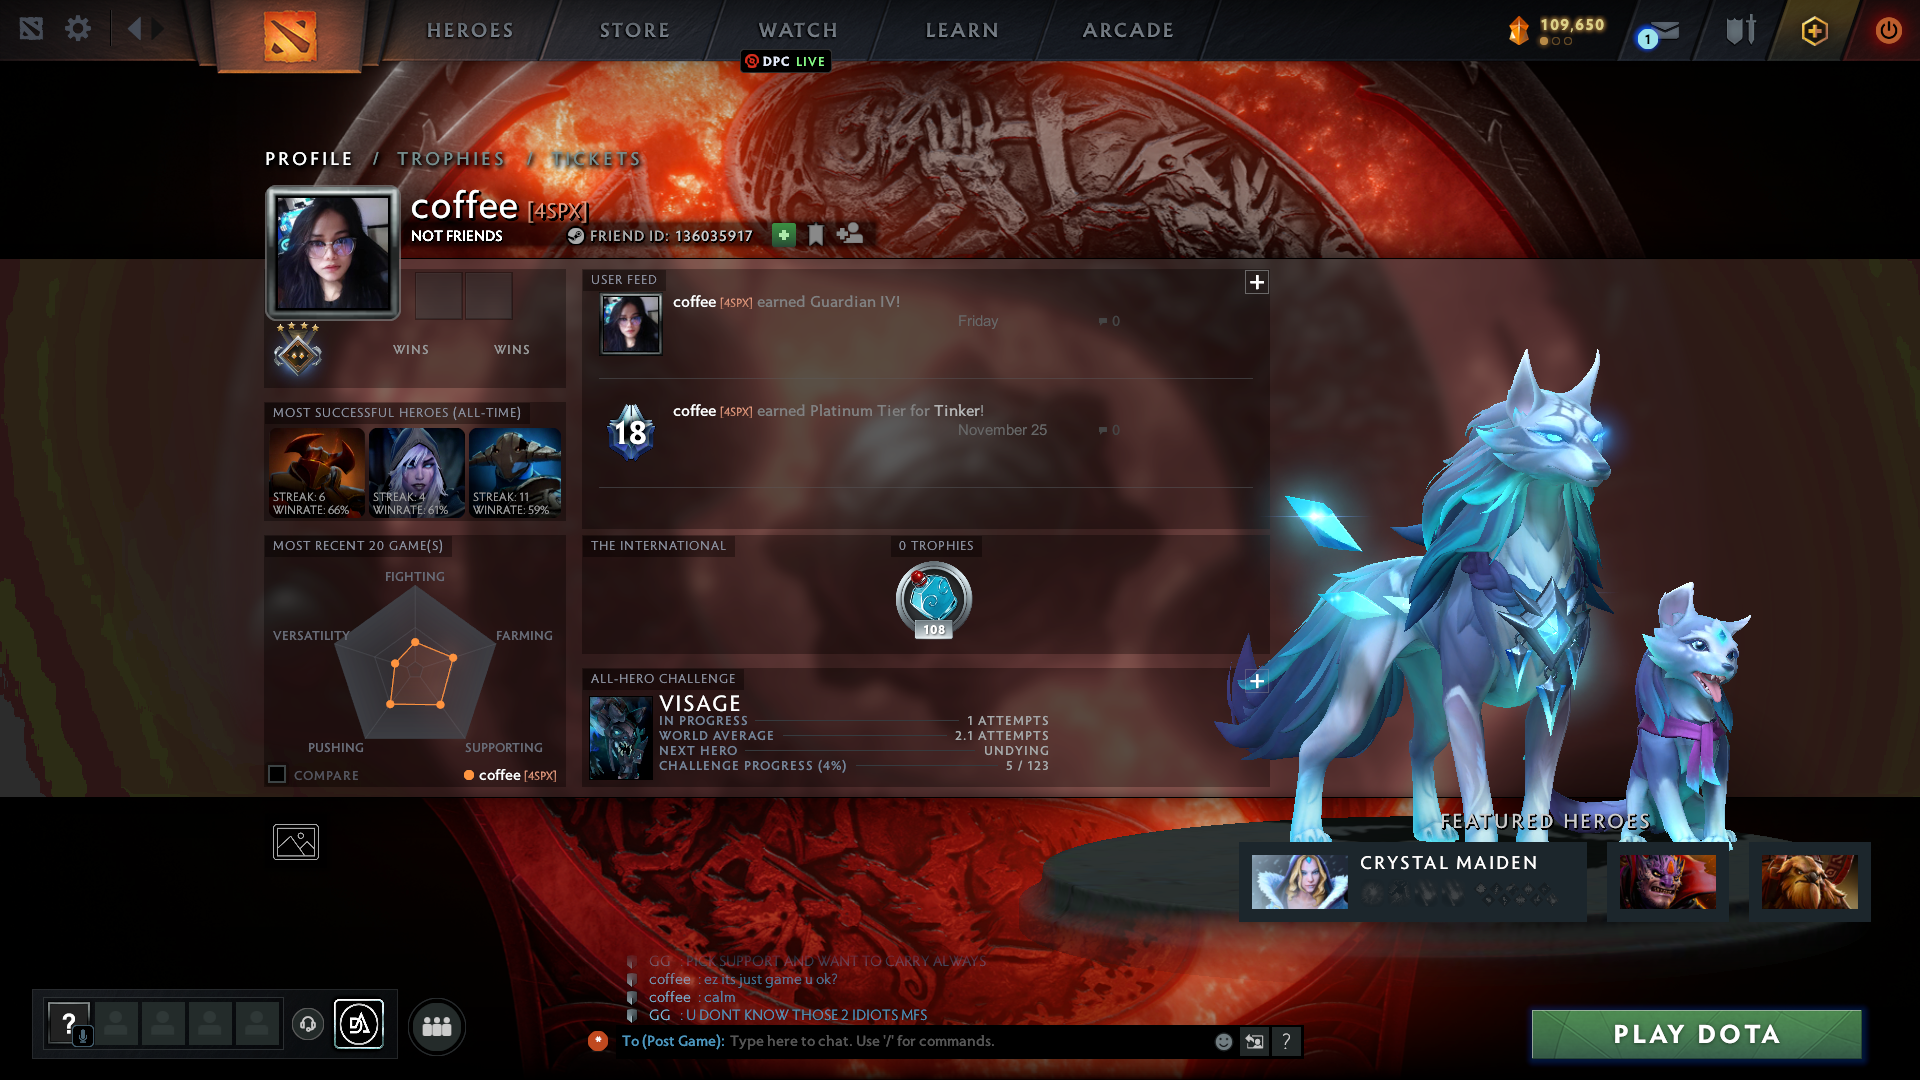 HEROES
STORE
WATCH
LEARN
ARCADE
109,650
1
DPC LIVE
PROFILE / TROPHIES / TICKETS
coffee [4SPX]
NOT FRIENDS
FRIEND ID: 136035917
WINS
WINS
USER FEED
coffee [4SPX] earned Guardian IV!
Friday
0
18
coffee [4SPX] earned Platinum Tier for Tinker!
November 25
0
MOST SUCCESSFUL HEROES (ALL-TIME)
STREAK: 6
WINRATE: 66%
STREAK: 4
WINRATE: 61%
STREAK: 11
WINRATE: 59%
MOST RECENT 20 GAME(S)
FIGHTING
VERSATILITY
FARMING
PUSHING
SUPPORTING
COMPARE
coffee [4SPX]
THE INTERNATIONAL
0 TROPHIES
108
ALL-HERO CHALLENGE
VISAGE
IN PROGRESS 1 ATTEMPTS
WORLD AVERAGE 2.1 ATTEMPTS
NEXT HERO UNDYING
CHALLENGE PROGRESS (4%) 5 / 123
FEATURED HEROES
CRYSTAL MAIDEN
GG : PICK SUPPORT AND WANT TO CARRY ALWAYS
coffee : ez its just game u ok?
coffee : calm
GG : U DONT KNOW THOSE 2 IDIOTS MFS
To (Post Game): Type here to chat. Use '/' for commands.
?
?
PLAY DOTA